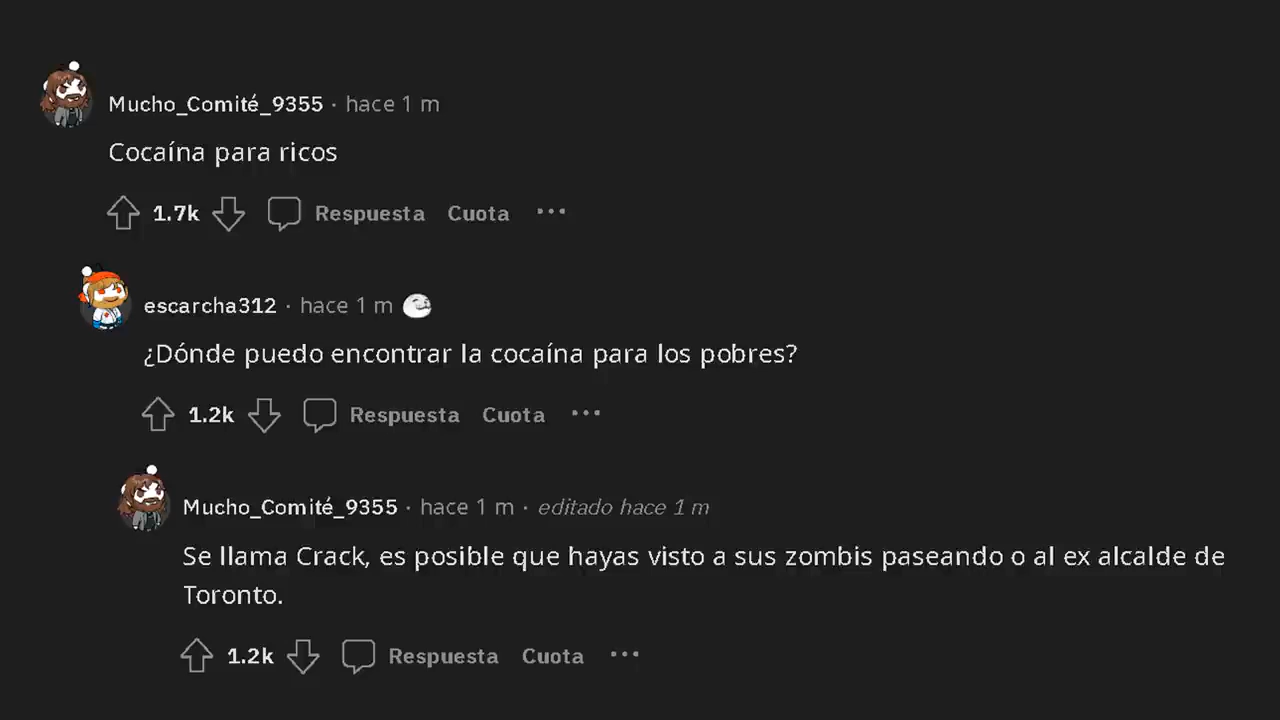 Mucho_Comité_9355 · hace 1 m
Cocaína para ricos
1.7k Respuesta Cuota ···
escarcha312 · hace 1 m
¿Dónde puedo encontrar la cocaína para los pobres?
1.2k Respuesta Cuota ···
Mucho_Comité_9355 · hace 1 m · editado hace 1 m
Se llama Crack, es posible que hayas visto a sus zombis paseando o al ex alcalde de
Toronto.
1.2k Respuesta Cuota ···